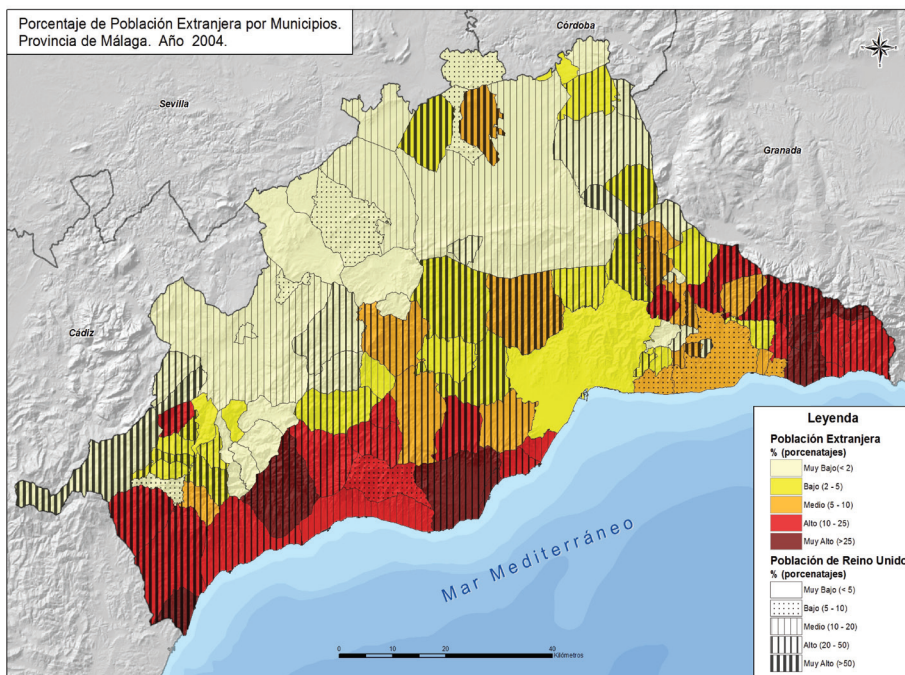 Porcentaje de Población Extranjera por Municipios.
Provincia de Málaga. Año 2004.
Córdoba
Sevilla
Granada
Cádiz
Mar Mediterráneo
0 5 10 20 40
Kilómetros
Leyenda
Población Extranjera
% (porcentajes)
Muy Bajo(< 2)
Bajo (2 - 5)
Medio (5 - 10)
Alto (10 - 25)
Muy Alto (>25)
Población de Reino Unido
% (porcenatajes)
Muy Bajo (< 5)
Bajo (5 - 10)
Medio (10 - 20)
Alto (20 - 50)
Muy Alto (>50)